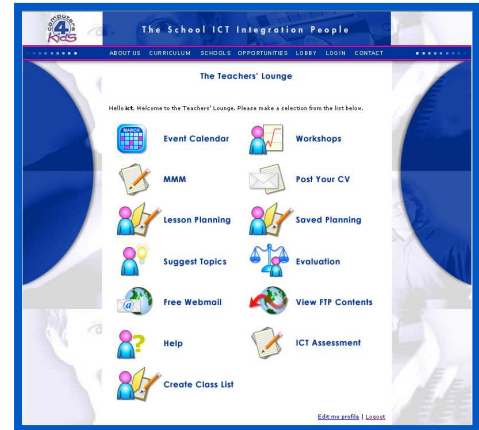 computers
4
Kids
The School ICT Integration People
ABOUT US CURRICULUM SCHOOLS OPPORTUNITIES LOBBY LOGIN CONTACT
The Teachers' Lounge
Hello ict. Welcome to the Teachers' Lounge. Please make a selection from the list below.
MARCH
Event Calendar Workshops
MMM Post Your CV
Lesson Planning Saved Planning
Suggest Topics Evaluation
@
Free Webmail View FTP Contents
?
Help ICT Assessment
Create Class List
Edit my profile | Logout